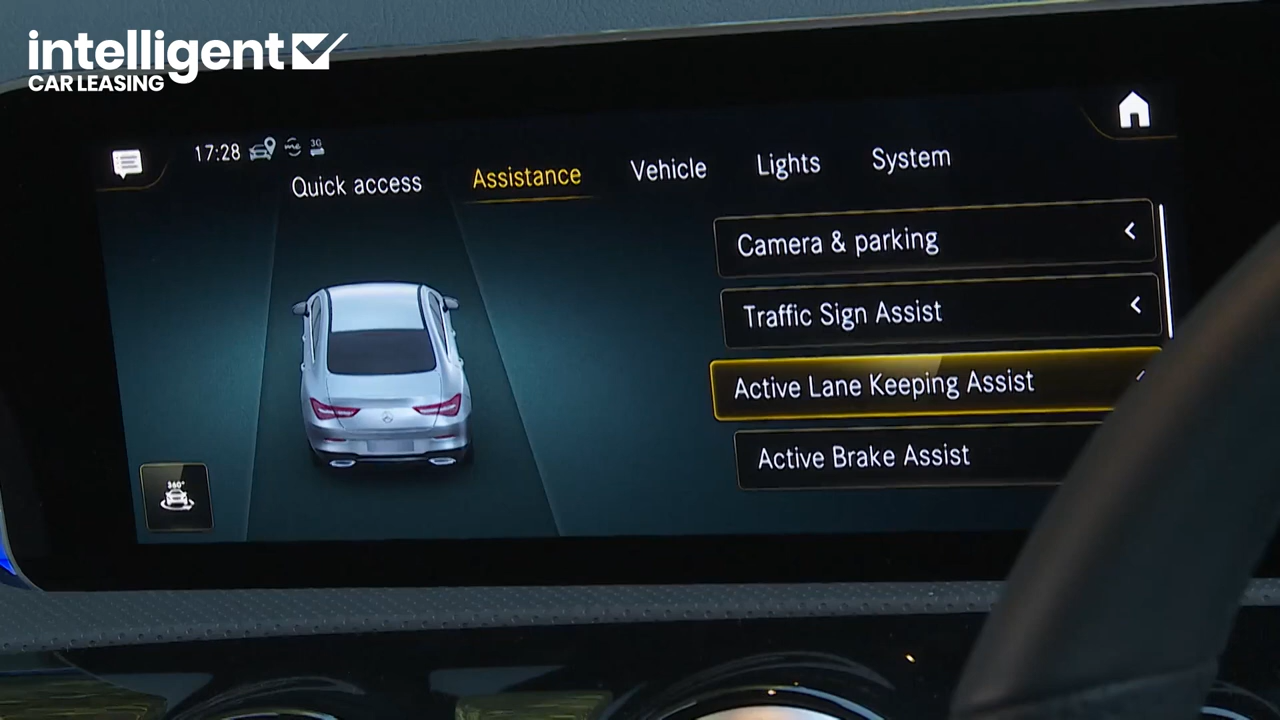 intelligent
CAR LEASING
17:28
3G
Quick access
Assistance
Vehicle
Lights
System
Camera & parking
Traffic Sign Assist
Active Lane Keeping Assist
Active Brake Assist
360°